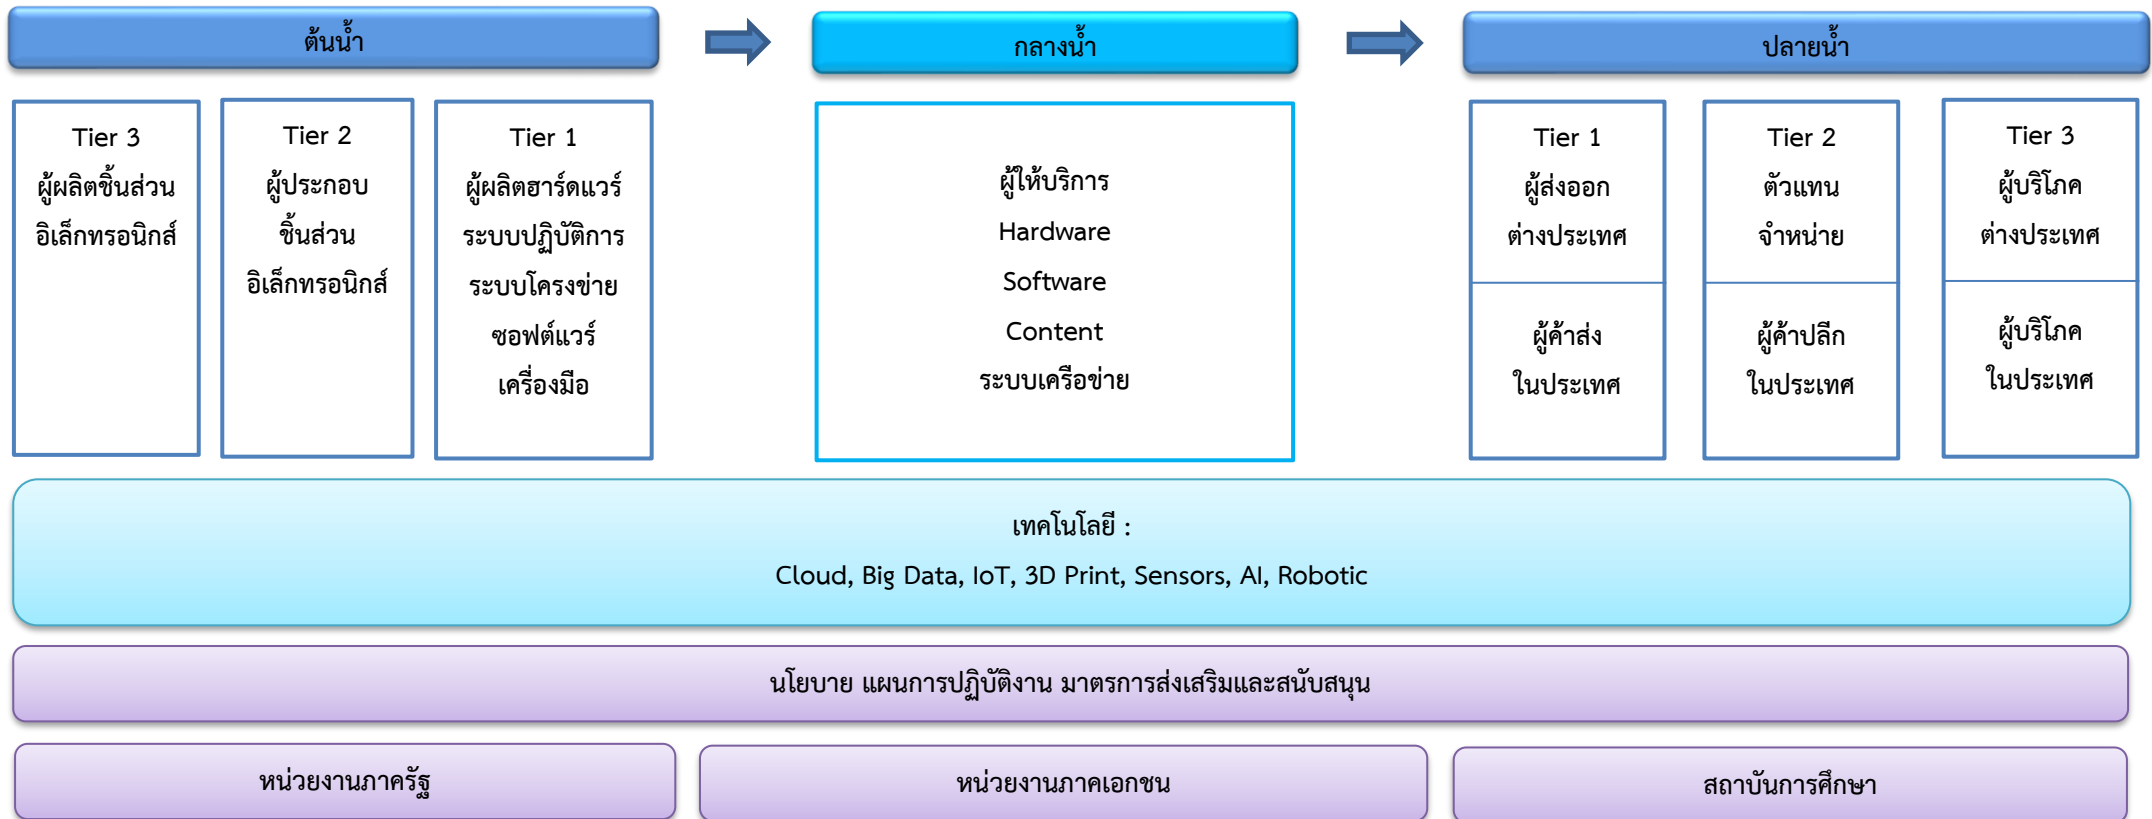 ต้นน้ำ
กลางน้ำ
ปลายน้ำ
Tier 3
ผู้ผลิตชิ้นส่วน
อิเล็กทรอนิกส์
Tier 2
ผู้ประกอบ
ชิ้นส่วน
อิเล็กทรอนิกส์
Tier 1
ผู้ผลิตฮาร์ดแวร์
ระบบปฏิบัติการ
ระบบโครงข่าย
ซอฟต์แวร์
เครื่องมือ
ผู้ให้บริการ
Hardware
Software
Content
ระบบเครือข่าย
Tier 1
ผู้ส่งออก
ต่างประเทศ
ผู้ค้าส่ง
ในประเทศ
Tier 2
ตัวแทน
จำหน่าย
ผู้ค้าปลีก
ในประเทศ
Tier 3
ผู้บริโภค
ต่างประเทศ
ผู้บริโภค
ในประเทศ
เทคโนโลยี :
Cloud, Big Data, IoT, 3D Print, Sensors, AI, Robotic
นโยบาย แผนการปฏิบัติงาน มาตรการส่งเสริมและสนับสนุน
หน่วยงานภาครัฐ
หน่วยงานภาคเอกชน
สถาบันการศึกษา